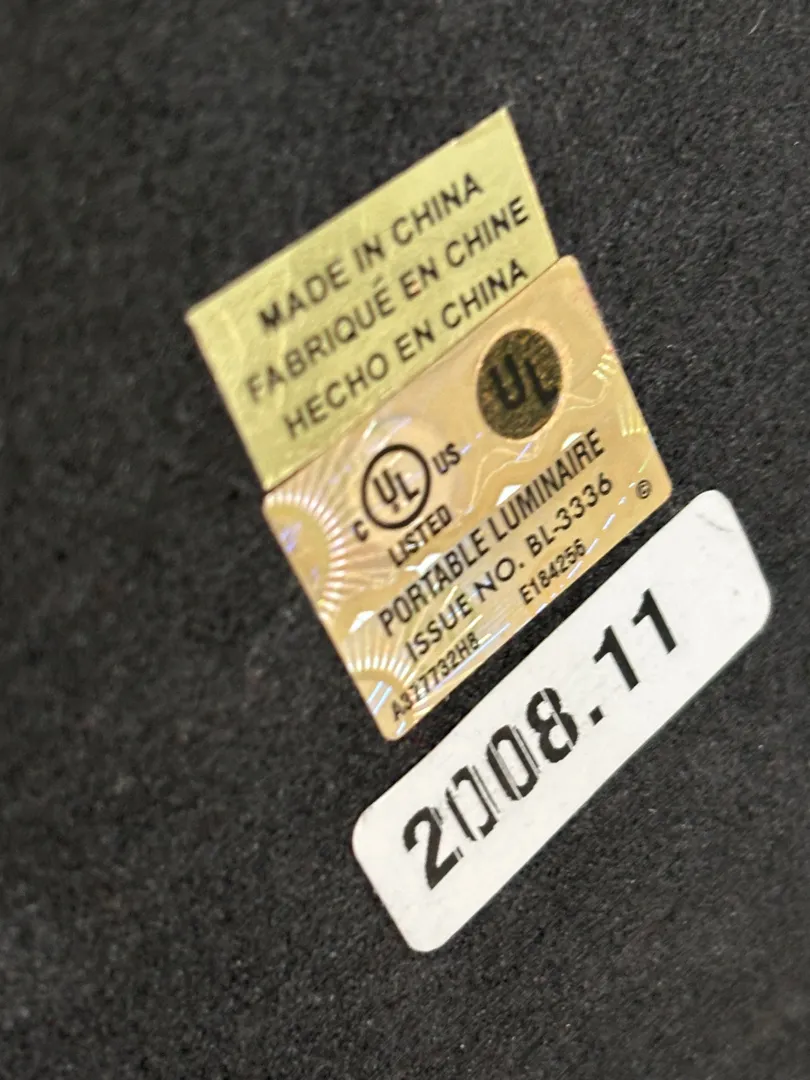 MADE IN CHINA
FABRIQUÉ EN CHINE
HECHO EN CHINA
UL
C UL US
LISTED
PORTABLE LUMINAIRE
ISSUE NO. BL-3336
A377732H8 E184256
©
2008.11